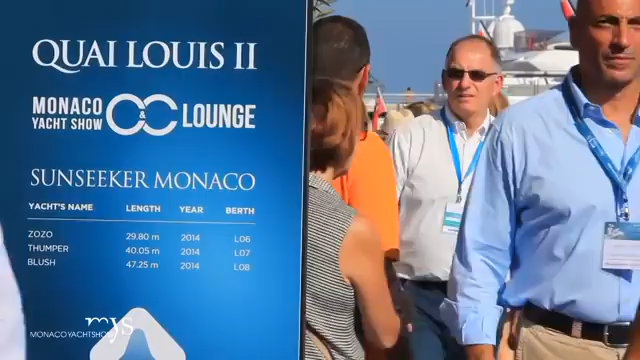 QUAI LOUIS II
MONACO
YACHT SHOW
C&C LOUNGE
SUNSEEKER MONACO
YACHT'S NAME LENGTH YEAR BERTH
ZOZO 29.80 m 2014 L06
THUMPER 40.05 m 2014 L07
BLUSH 47.25 m 2014 L08
mys
MONACOYACHTSHOW